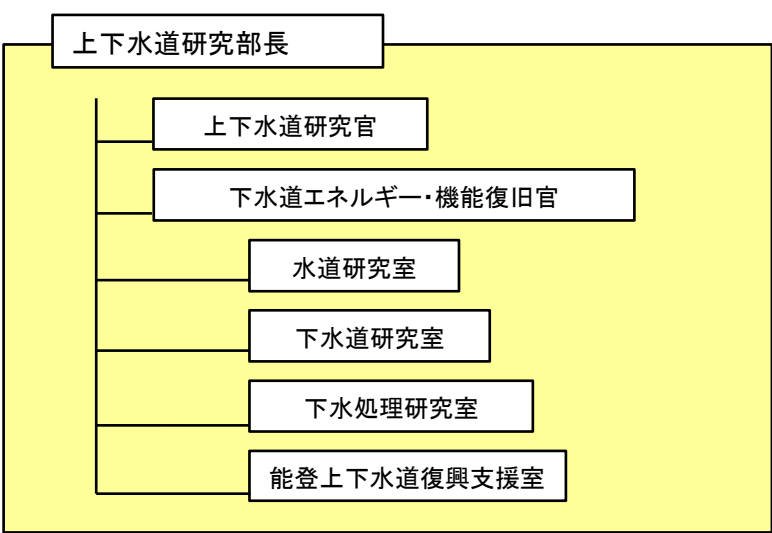 上下水道研究部長
上下水道研究官
下水道エネルギー・機能復旧官
水道研究室
下水道研究室
下水処理研究室
能登上下水道復興支援室